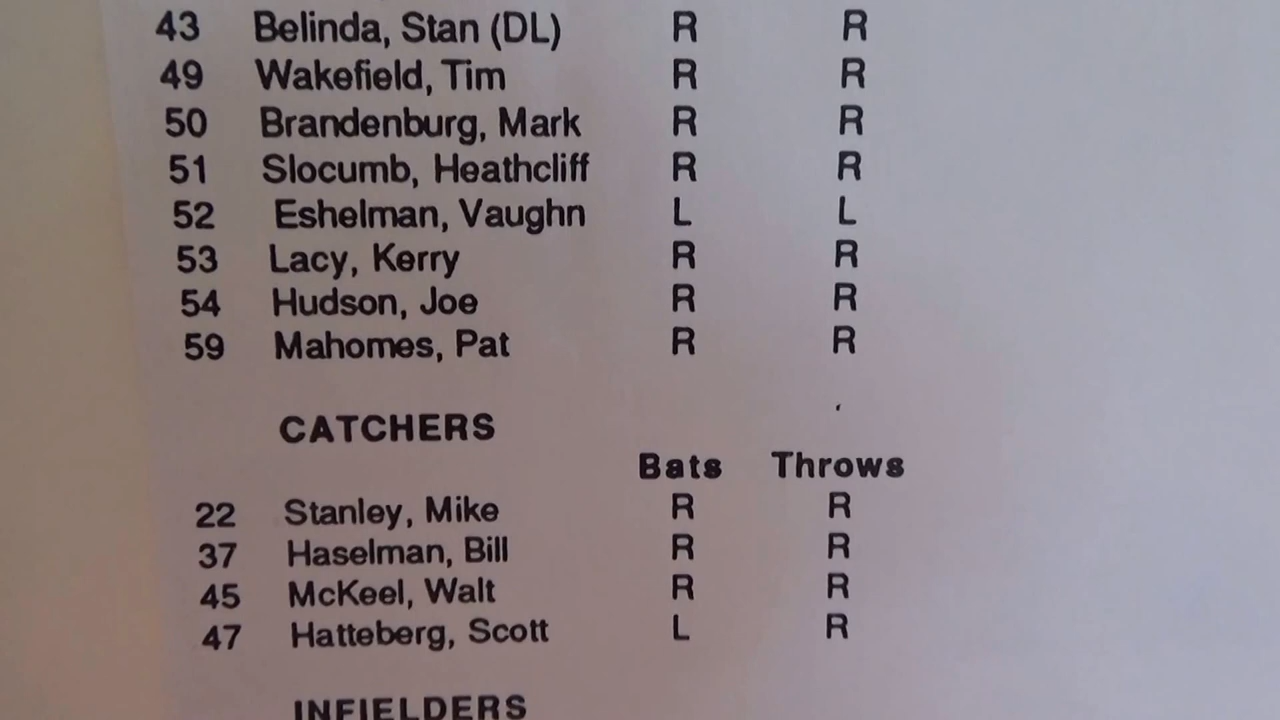 43 Belinda, Stan (DL) R R
49 Wakefield, Tim R R
50 Brandenburg, Mark R R
51 Slocumb, Heathcliff R R
52 Eshelman, Vaughn L L
53 Lacy, Kerry R R
54 Hudson, Joe R R
59 Mahomes, Pat R R
CATCHERS
Bats Throws
22 Stanley, Mike R R
37 Haselman, Bill R R
45 McKeel, Walt R R
47 Hatteberg, Scott L R
INFIELDERS